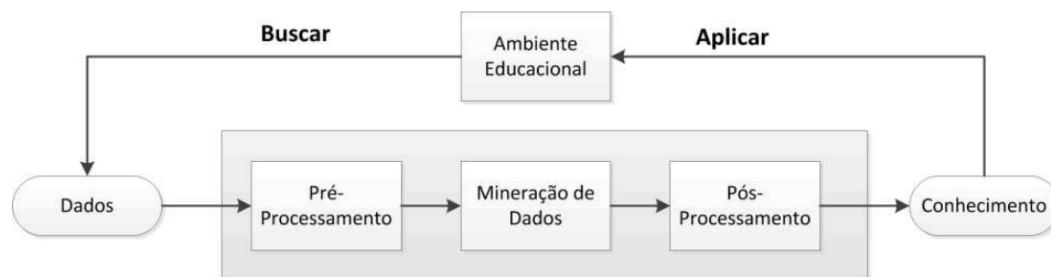 Buscar
Ambiente
Educacional
Aplicar
Dados
Pré-
Processamento
Mineração de
Dados
Pós-
Processamento
Conhecimento